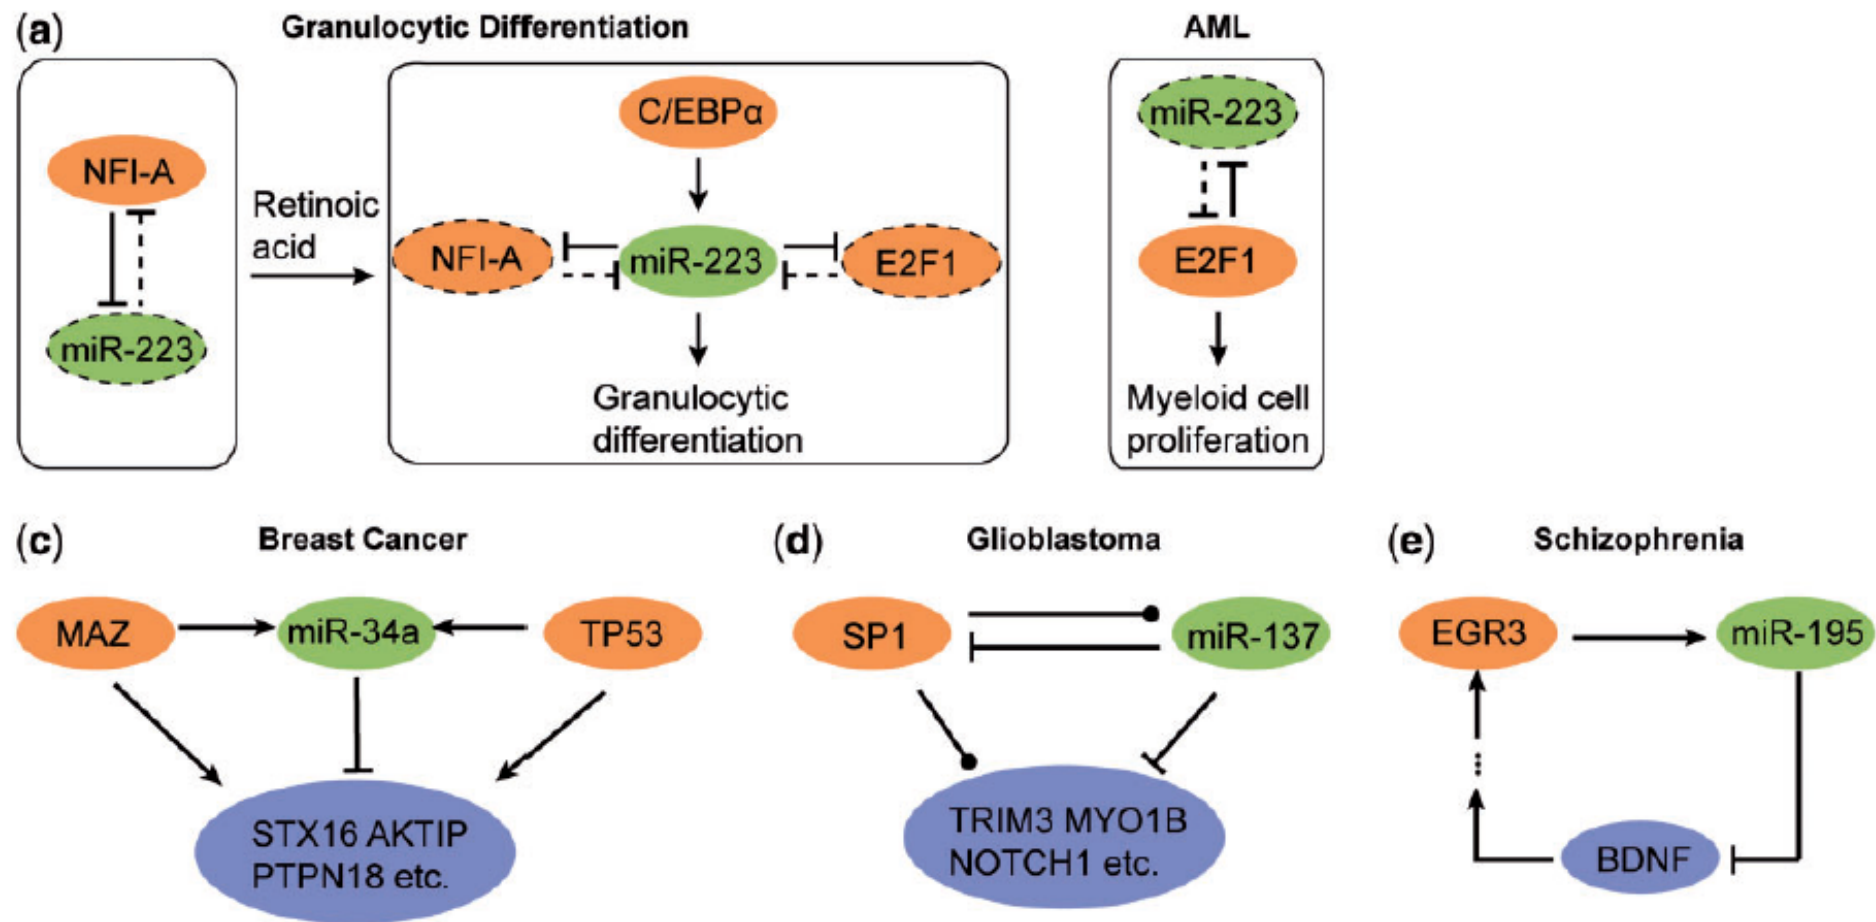 (a) Granulocytic Differentiation
AML
NFI-A
miR-223
Retinoic
acid
C/EBPα
NFI-A
miR-223
E2F1
Granulocytic
differentiation
miR-223
E2F1
Myeloid cell
proliferation
(c) Breast Cancer
MAZ
miR-34a
TP53
STX16 AKTIP
PTPN18 etc.
(d) Glioblastoma
SP1
miR-137
TRIM3 MYO1B
NOTCH1 etc.
(e) Schizophrenia
EGR3
miR-195
BDNF